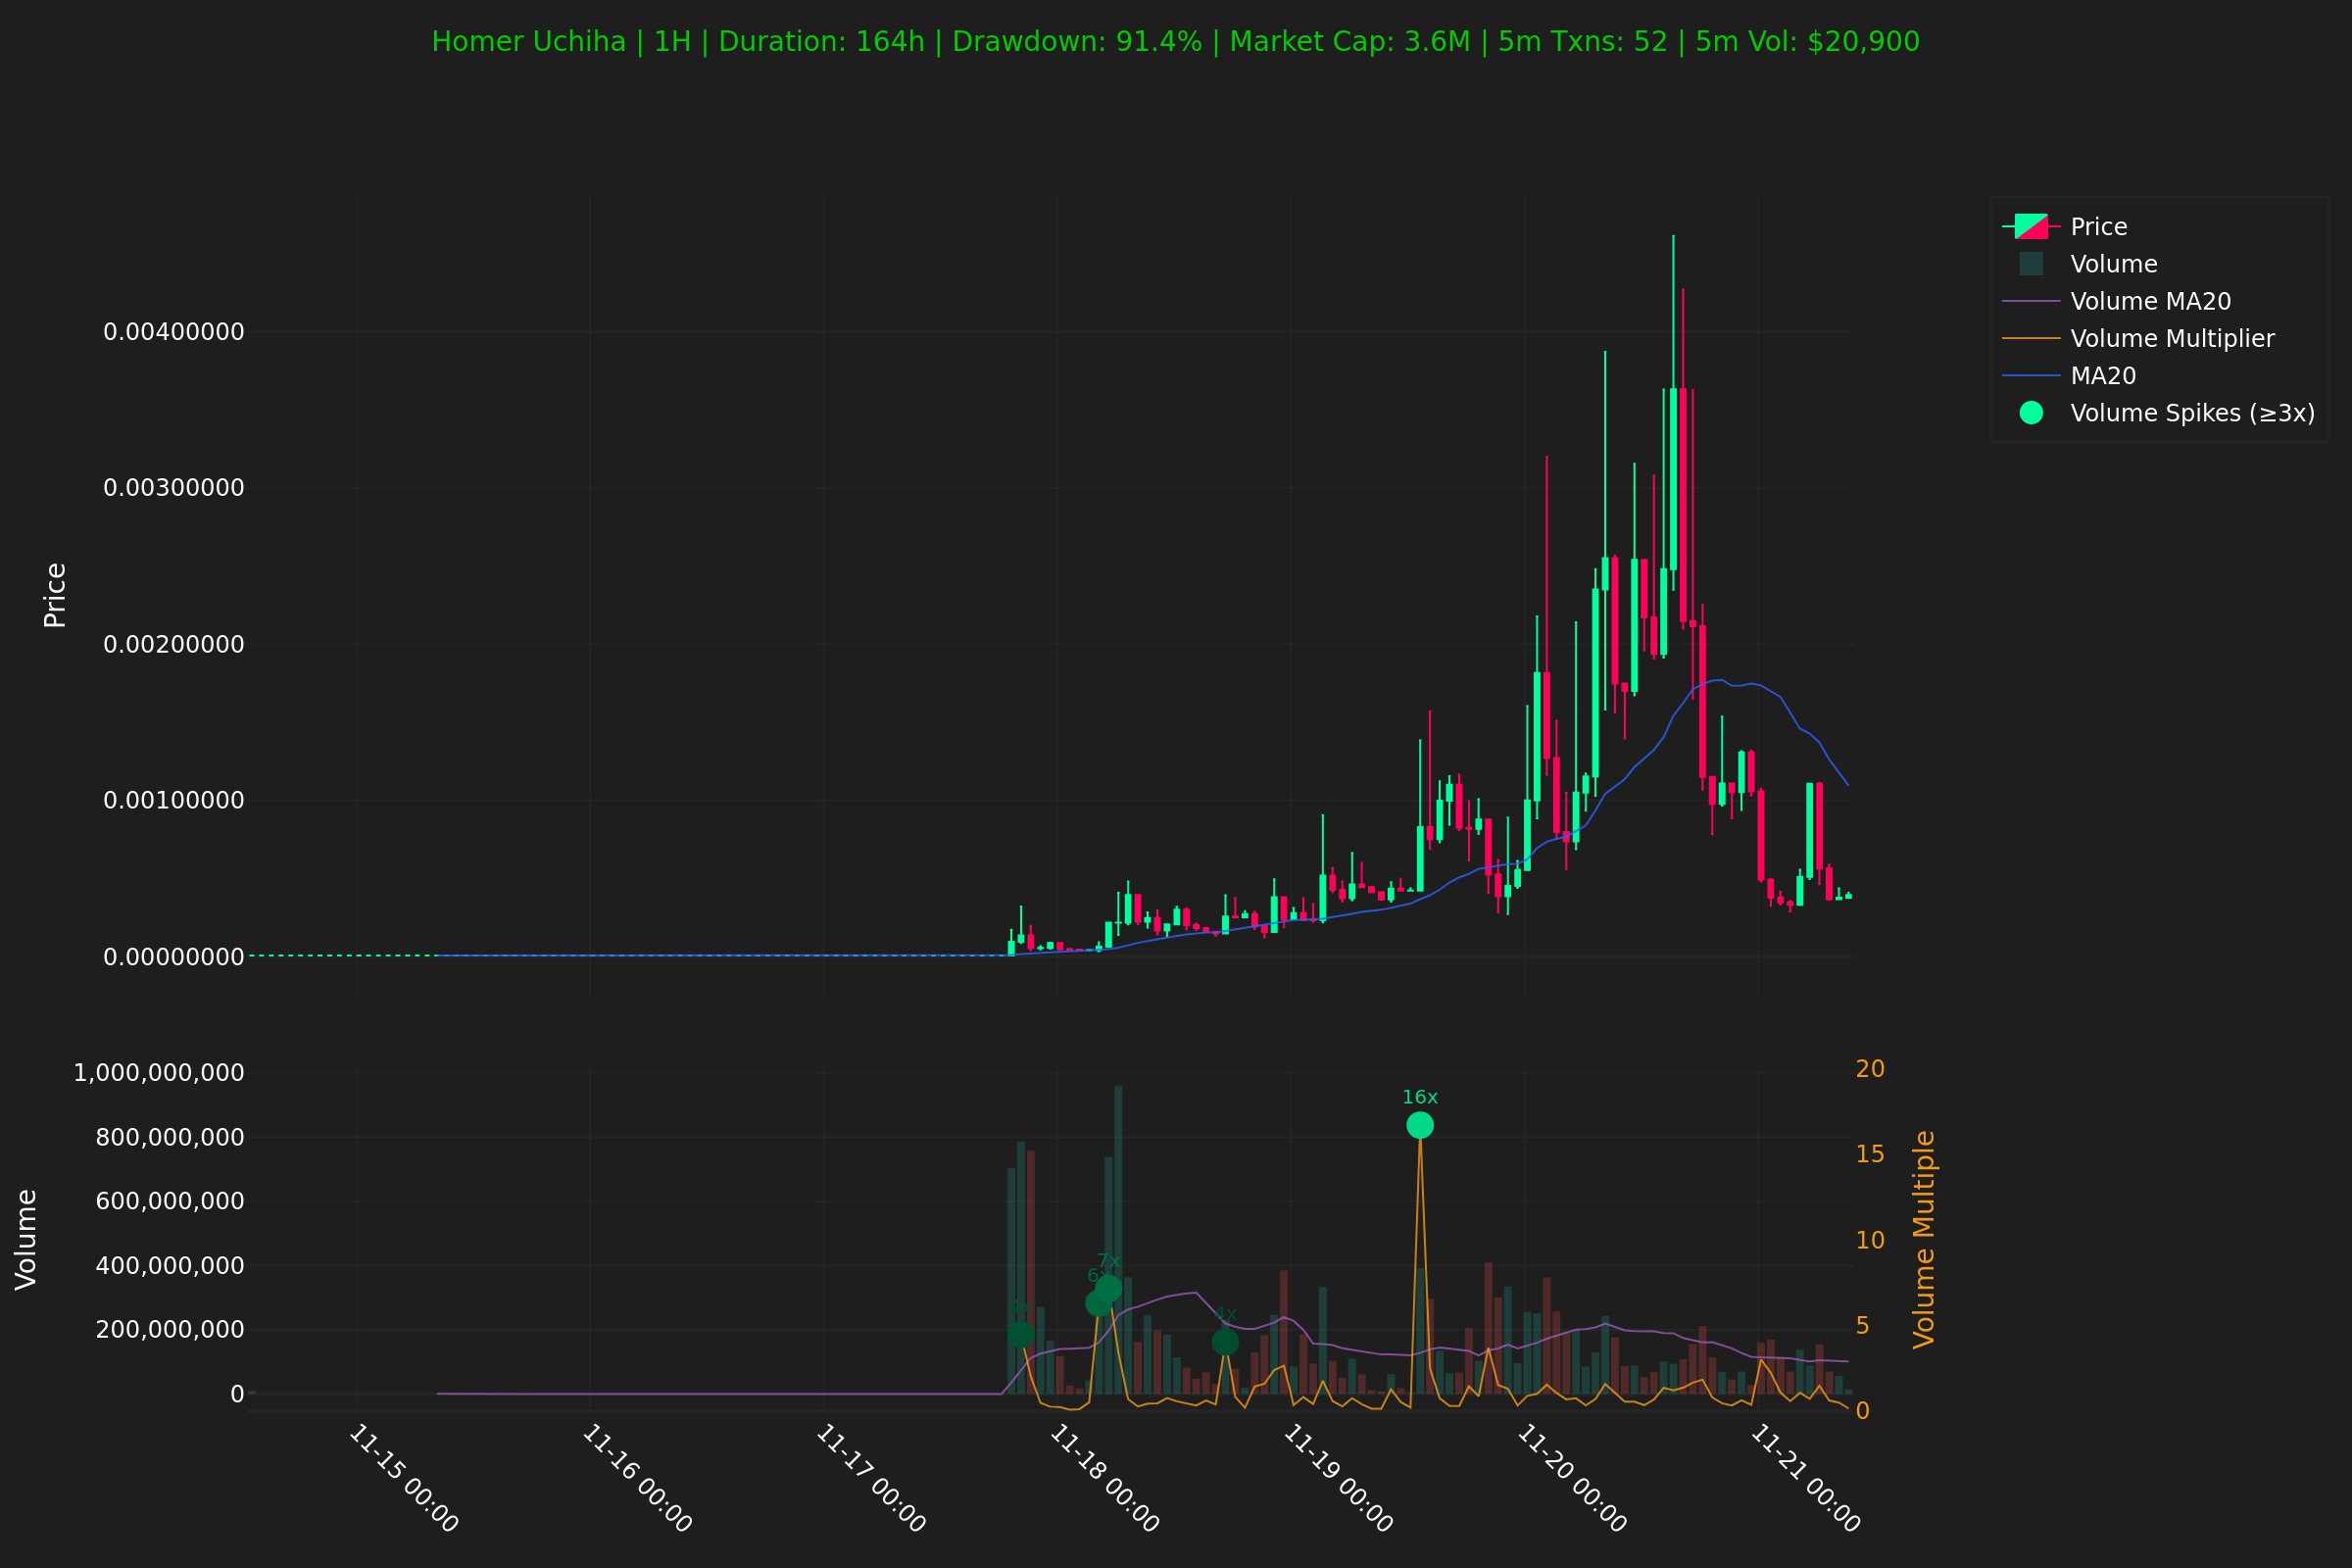 Homer Uchiha | 1H | Duration: 164h | Drawdown: 91.4% | Market Cap: 3.6M | 5m Txns: 52 | 5m Vol: $20,900
Price
Volume
Volume MA20
Volume Multiplier
MA20
Volume Spikes (≥3x)
Price
0.00400000
0.00300000
0.00200000
0.00100000
0.00000000
Volume
1,000,000,000
800,000,000
600,000,000
400,000,000
200,000,000
0
16x
7x
6x
4x
20
15
10
5
0
Volume Multiple
11-15 00:00
11-16 00:00
11-17 00:00
11-18 00:00
11-19 00:00
11-20 00:00
11-21 00:00